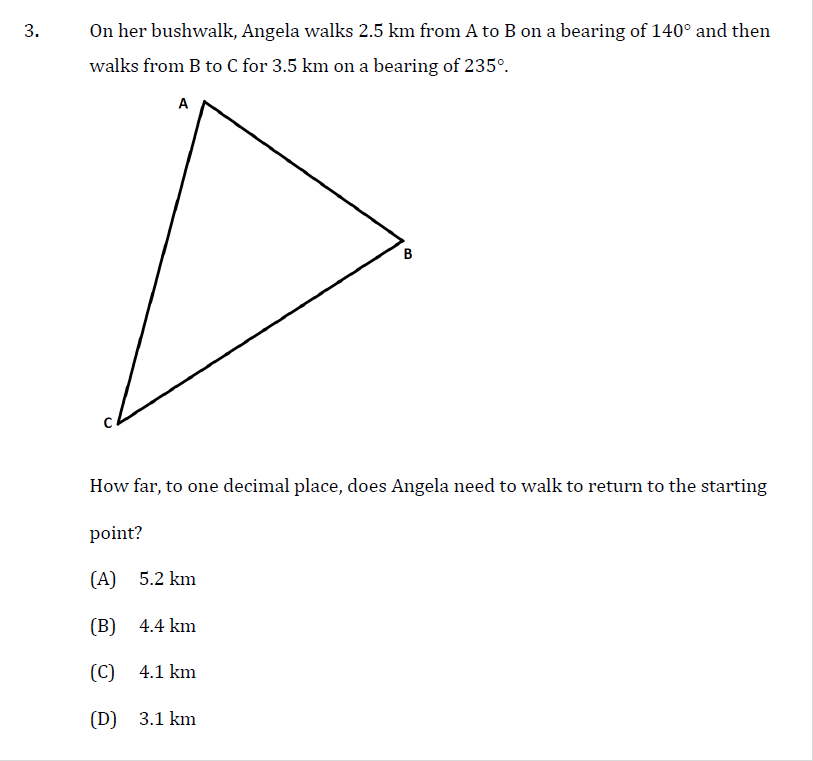 3. On her bushwalk, Angela walks 2.5 km from A to B on a bearing of 140° and then
walks from B to C for 3.5 km on a bearing of 235°.
A
B
C
How far, to one decimal place, does Angela need to walk to return to the starting
point?
(A) 5.2 km
(B) 4.4 km
(C) 4.1 km
(D) 3.1 km